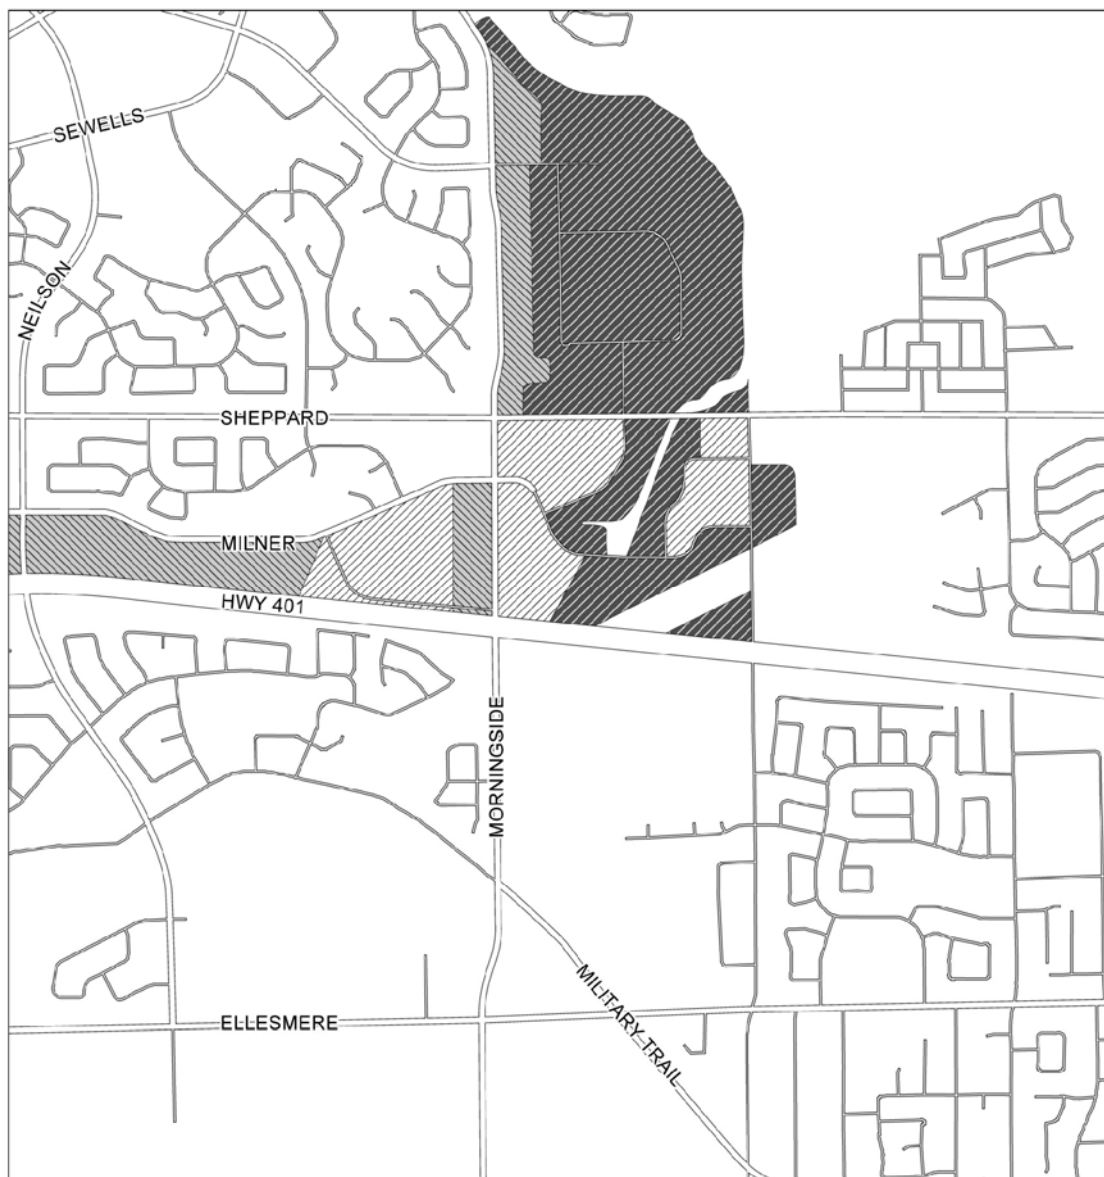 SEWELLS
NEILSON
SHEPPARD
MILNER
HWY 401
MORNINGSIDE
MILITARY TRAIL
ELLESMERE